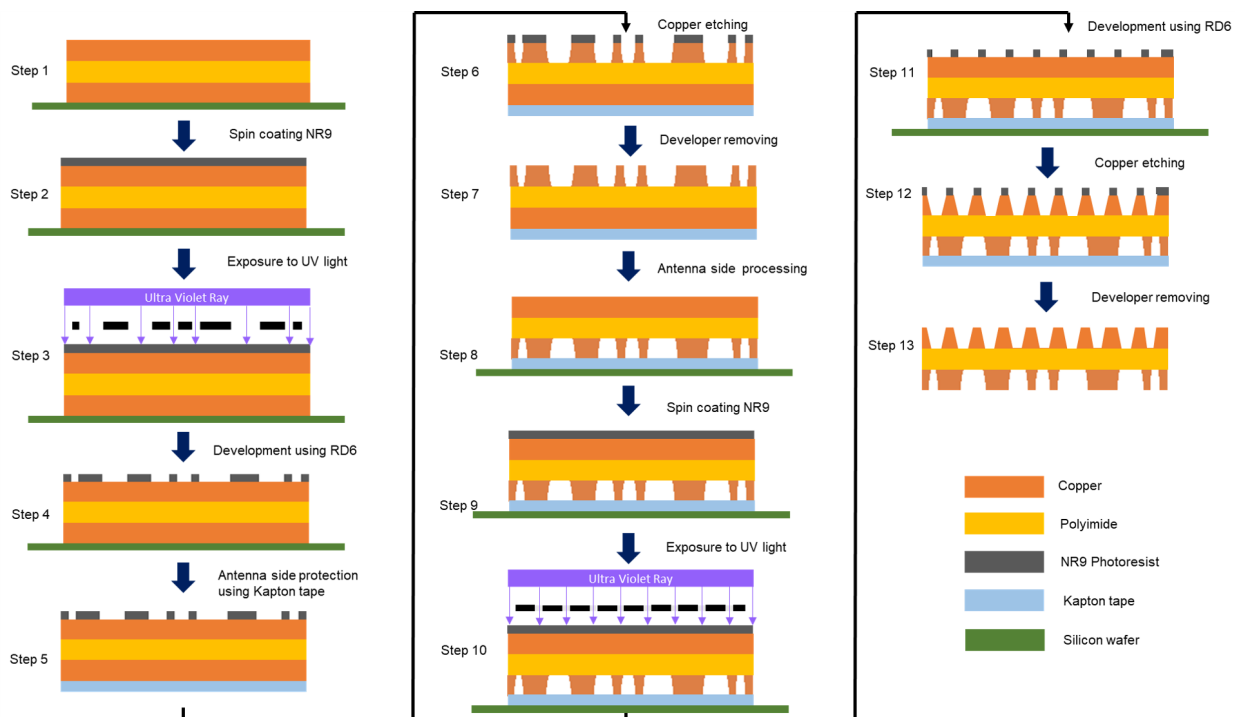 Step 1
Spin coating NR9
Step 2
Exposure to UV light
Ultra Violet Ray
Step 3
Development using RD6
Step 4
Antenna side protection
using Kapton tape
Step 5
Copper etching
Step 6
Developer removing
Step 7
Antenna side processing
Step 8
Spin coating NR9
Step 9
Exposure to UV light
Ultra Violet Ray
Step 10
Development using RD6
Step 11
Copper etching
Step 12
Developer removing
Step 13
Copper
Polyimide
NR9 Photoresist
Kapton tape
Silicon wafer